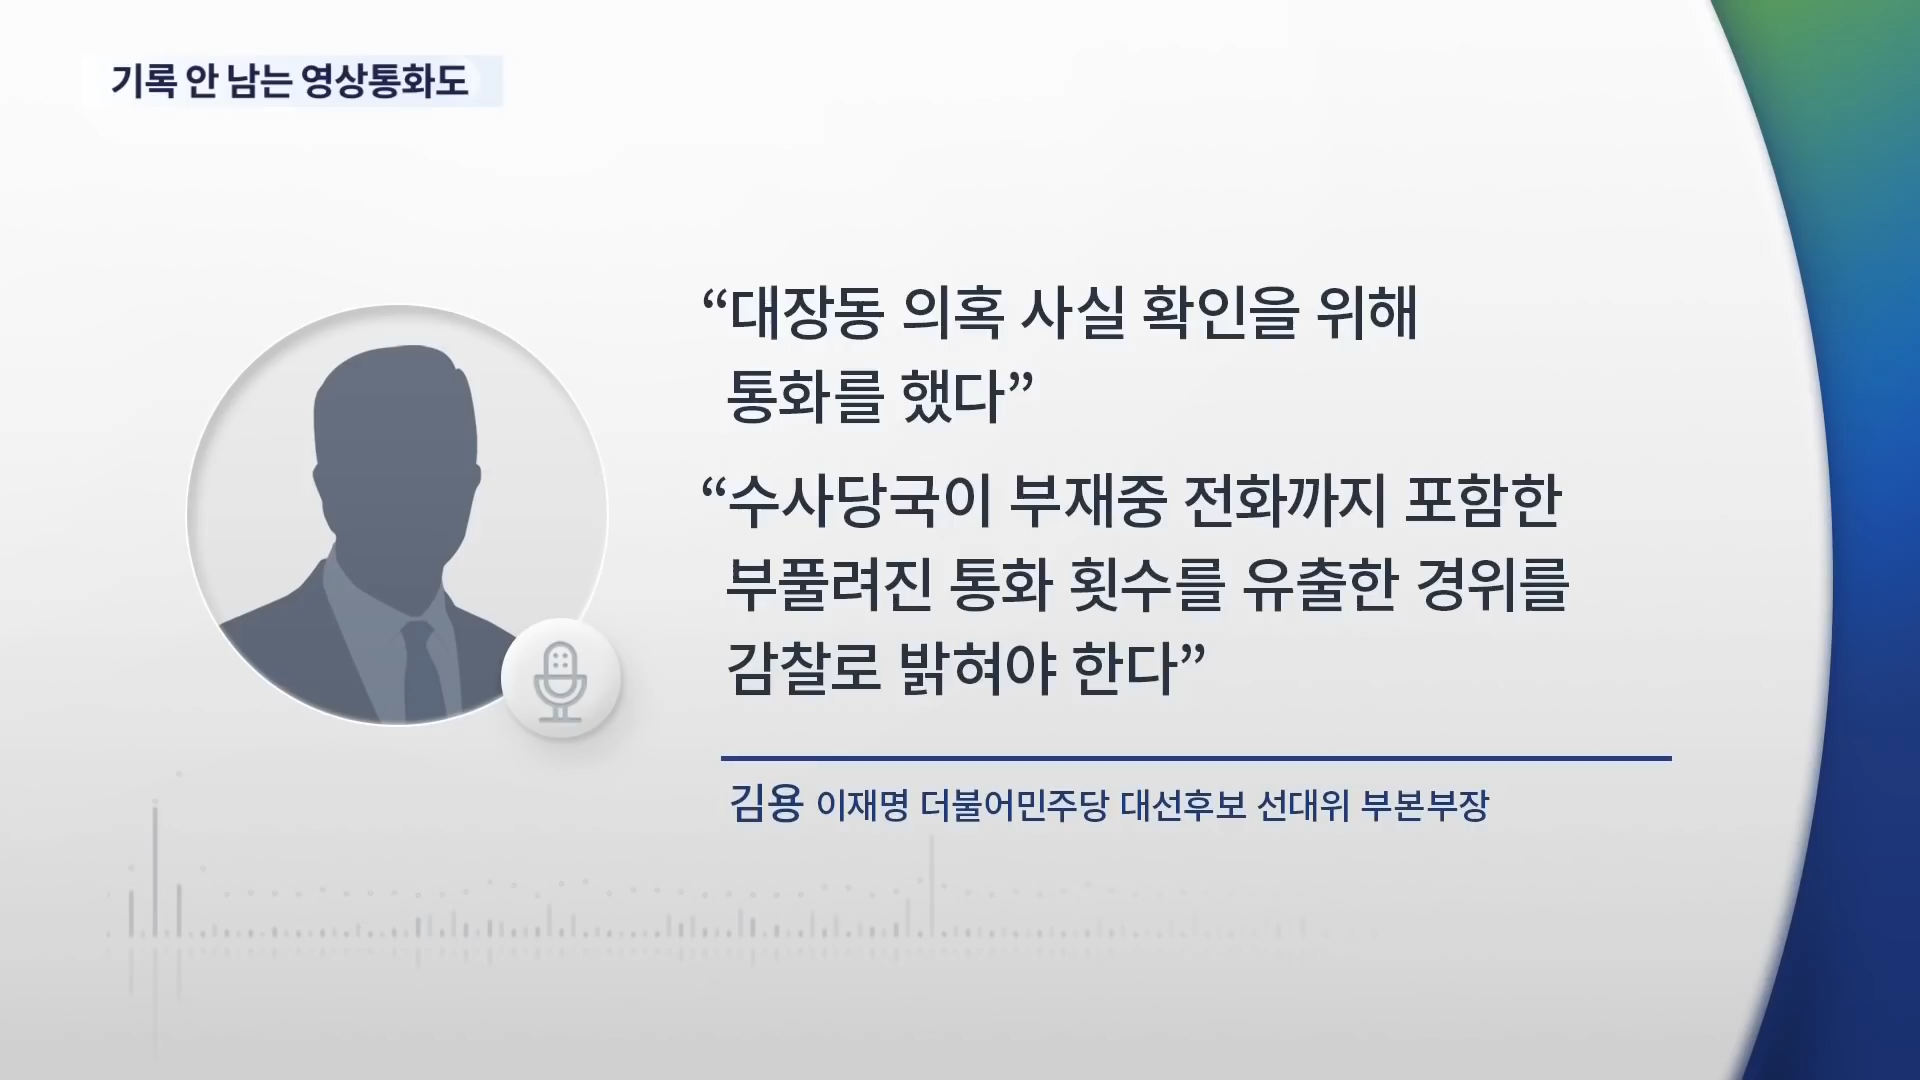 기록 안 남는 영상통화도
“대장동 의혹 사실 확인을 위해
통화를 했다”
“수사당국이 부재중 전화까지 포함한
부풀려진 통화 횟수를 유출한 경위를
감찰로 밝혀야 한다”
김용 이재명 더불어민주당 대선후보 선대위 부본부장